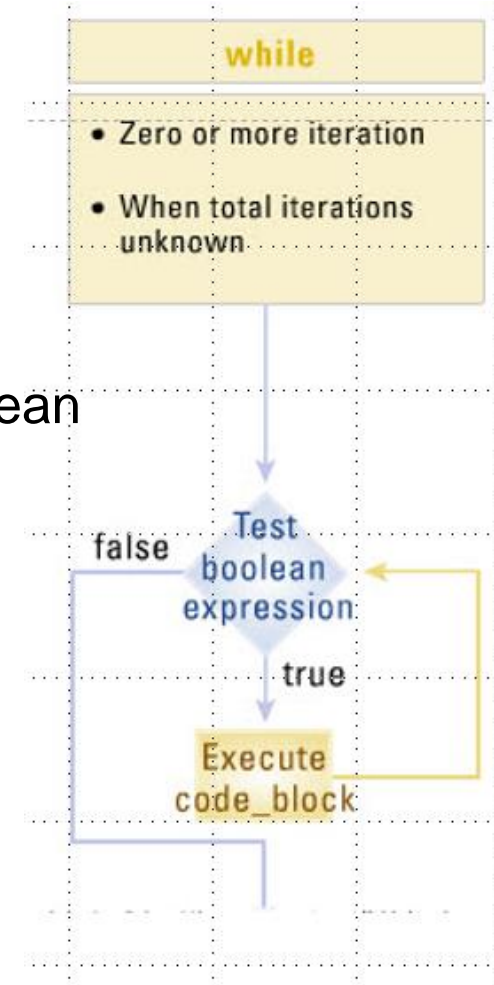 while
• Zero or more iteration
• When total iterations
unknown
ean
Test
boolean
expression
false
true
Execute
code_block